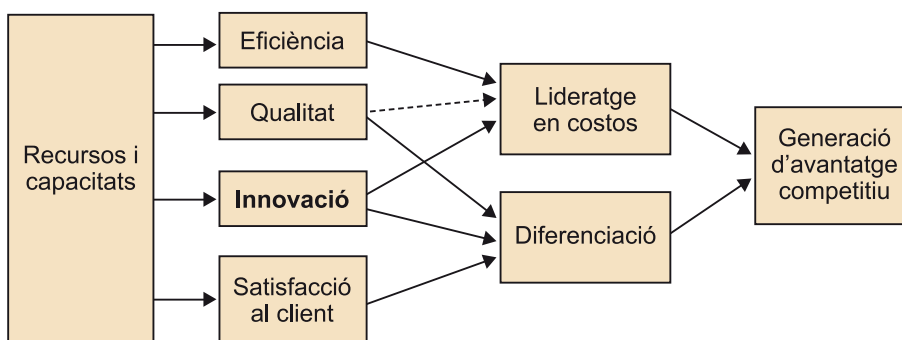 Recursos i
capacitats
Eficiència
Qualitat
Innovació
Satisfacció
al client
Lideratge
en costos
Diferenciació
Generació
d'avantatge
competitiu